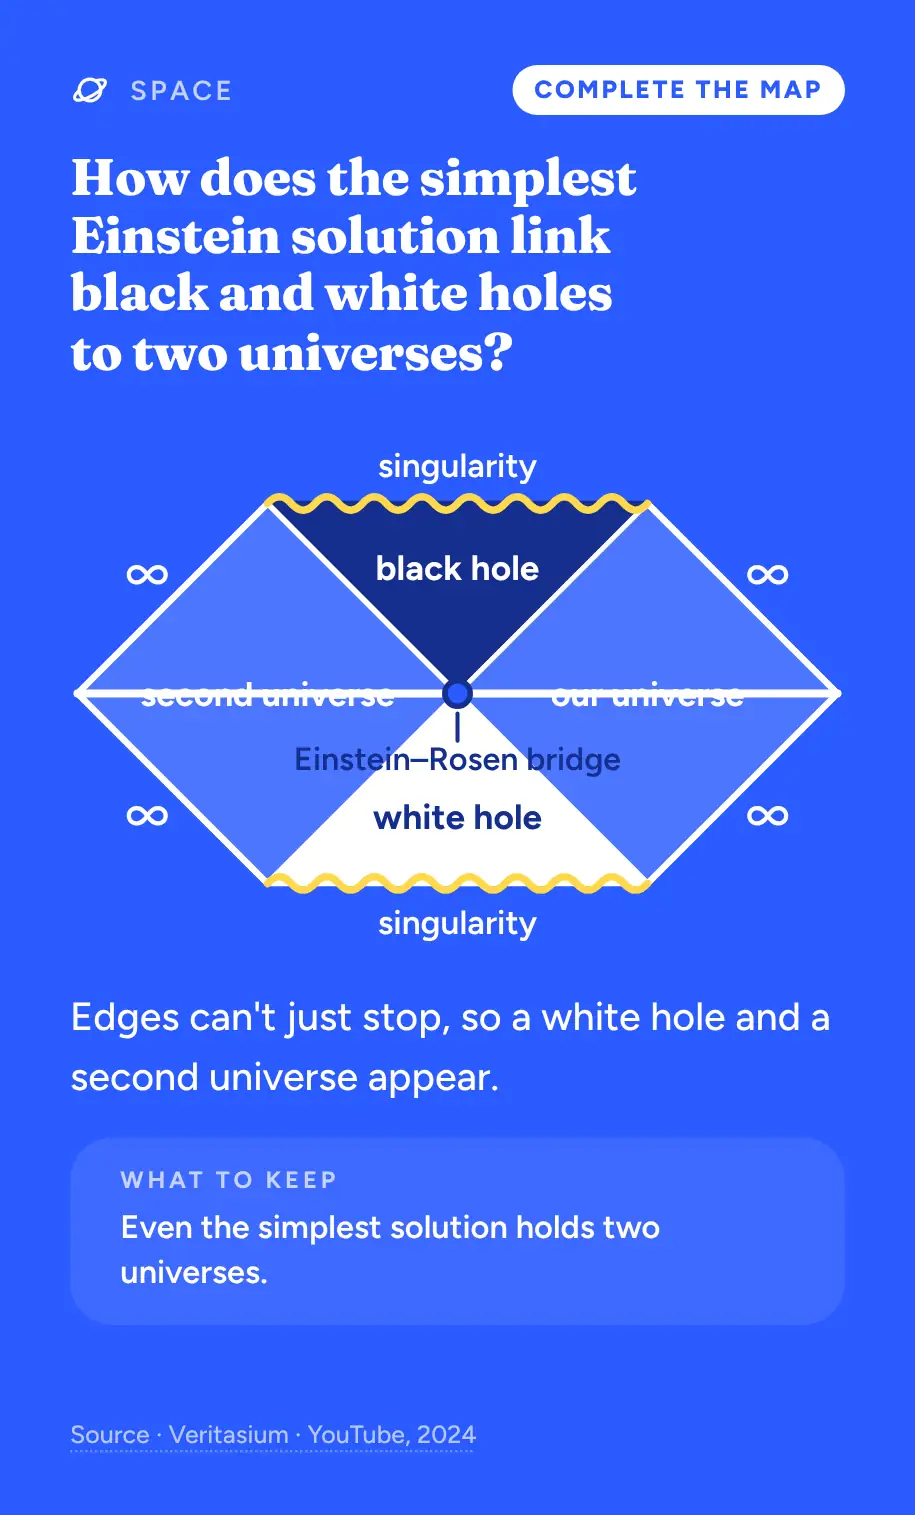 SPACE
COMPLETE THE MAP
How does the simplest
Einstein solution link
black and white holes
to two universes?
singularity
black hole
∞
∞
second universe
our universe
Einstein–Rosen bridge
white hole
∞
∞
singularity
Edges can't just stop, so a white hole and a
second universe appear.
WHAT TO KEEP
Even the simplest solution holds two
universes.
Source · Veritasium · YouTube, 2024